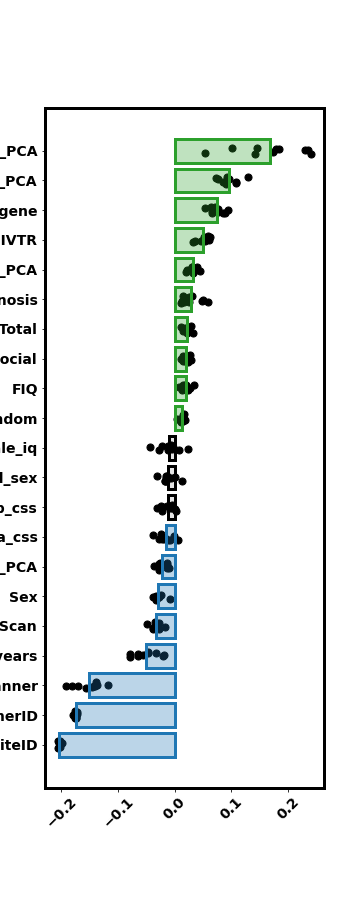 _PCA
_PCA
gene
IVTR
_PCA
nosis
Total
ocial
FIQ
ndom
le_iq
l_sex
o_css
a_css
_PCA
Sex
Scan
years
anner
nerID
iteID
−0.2
−0.1
0.0
0.1
0.2